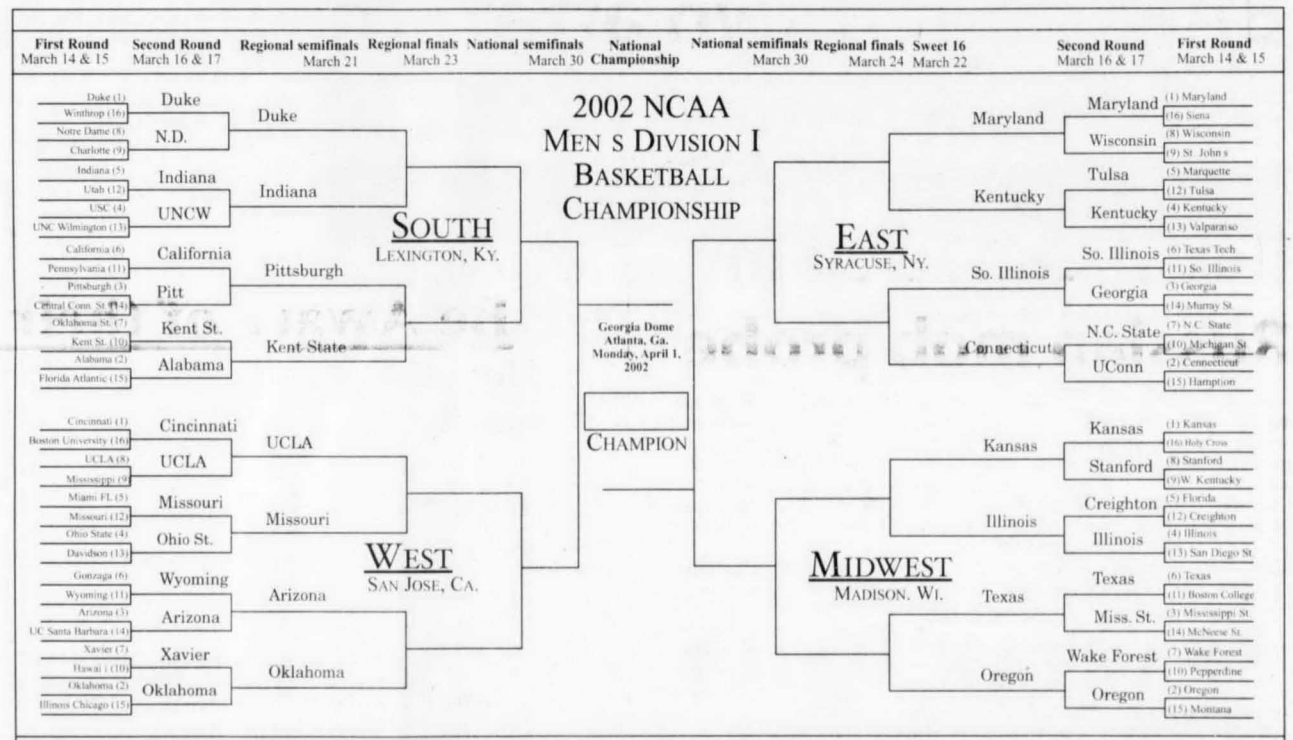 First Round
March 14 & 15
Second Round
March 16 & 17
Regional semifinals
March 21
Regional finals
March 23
National semifinals
March 30
National
Championship
National semifinals
March 30
Regional finals
March 24
Sweet 16
March 22
Second Round
March 16 & 17
First Round
March 14 & 15
2002 NCAA
MEN S DIVISION I
BASKETBALL
CHAMPIONSHIP
Duke (1)
Winthrop (16)
Notre Dame (8)
Charlotte (9)
Indiana (5)
Utah (12)
USC (4)
UNC Wilmington (13)
California (6)
Pennsylvania (11)
Pittsburgh (3)
Central Conn. St. (14)
Oklahoma St. (7)
Kent St. (10)
Alabama (2)
Florida Atlantic (15)
Duke
N.D.
Indiana
UNCW
California
Pitt
Kent St.
Alabama
Duke
Indiana
Pittsburgh
Kent State
SOUTH
LEXINGTON, KY.
Cincinnati (1)
Boston University (16)
UCLA (8)
Mississippi (9)
Miami FL (5)
Missouri (12)
Ohio State (4)
Davidson (13)
Gonzaga (6)
Wyoming (11)
Arizona (3)
UC Santa Barbara (14)
Xavier (7)
Hawai i (10)
Oklahoma (2)
Illinois Chicago (15)
Cincinnati
UCLA
Missouri
Ohio St.
Wyoming
Arizona
Xavier
Oklahoma
UCLA
Missouri
Arizona
Oklahoma
WEST
SAN JOSE, CA.
Georgia Dome
Atlanta, Ga.
Monday, April 1,
2002
CHAMPION
EAST
SYRACUSE, NY.
Maryland
Kentucky
So. Illinois
Connecticut
Maryland
Wisconsin
Tulsa
Kentucky
So. Illinois
Georgia
N.C. State
UConn
(1) Maryland
(16) Siena
(8) Wisconsin
(9) St. John s
(5) Marquette
(12) Tulsa
(4) Kentucky
(13) Valparaiso
(6) Texas Tech
(11) So. Illinois
(3) Georgia
(14) Murray St.
(7) N.C. State
(10) Michigan St.
(2) Connecticut
(15) Hampton
MIDWEST
MADISON. WI.
Kansas
Illinois
Texas
Oregon
Kansas
Stanford
Creighton
Illinois
Texas
Miss. St.
Wake Forest
Oregon
(1) Kansas
(16) Holy Cross
(8) Stanford
(9)W. Kentucky
(5) Florida
(12) Creighton
(4) Illinois
(13) San Diego St.
(6) Texas
(11) Boston College
(3) Mississippi St.
(14) McNeese St.
(7) Wake Forest
(10) Pepperdine
(2) Oregon
(15) Montana